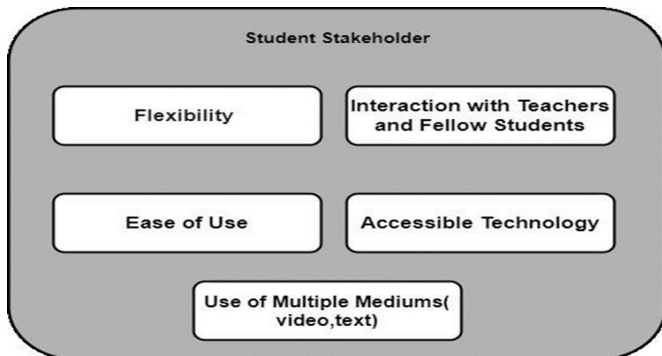 Student Stakeholder
Flexibility
Interaction with Teachers
and Fellow Students
Ease of Use
Accessible Technology
Use of Multiple Mediums(
video,text)